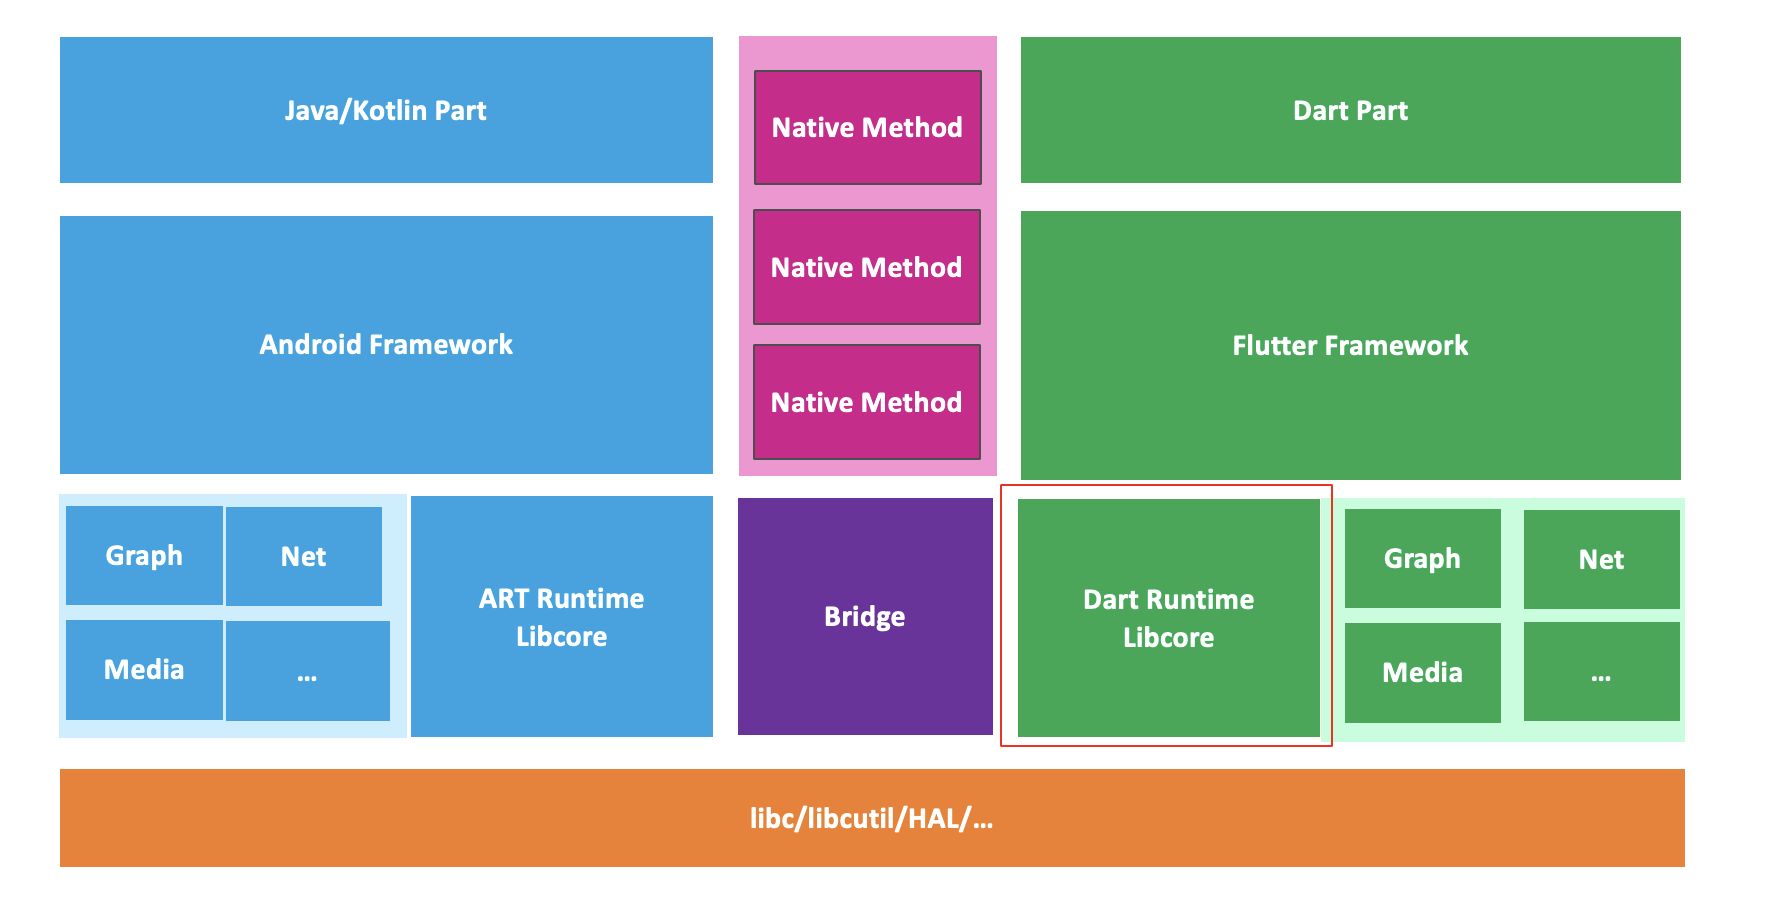 Java/Kotlin Part
Native Method
Dart Part
Native Method
Android Framework
Flutter Framework
Native Method
Graph
Net
Media
...
ART Runtime
Libcore
Bridge
Dart Runtime
Libcore
Graph
Net
Media
...
libc/libcutil/HAL/...